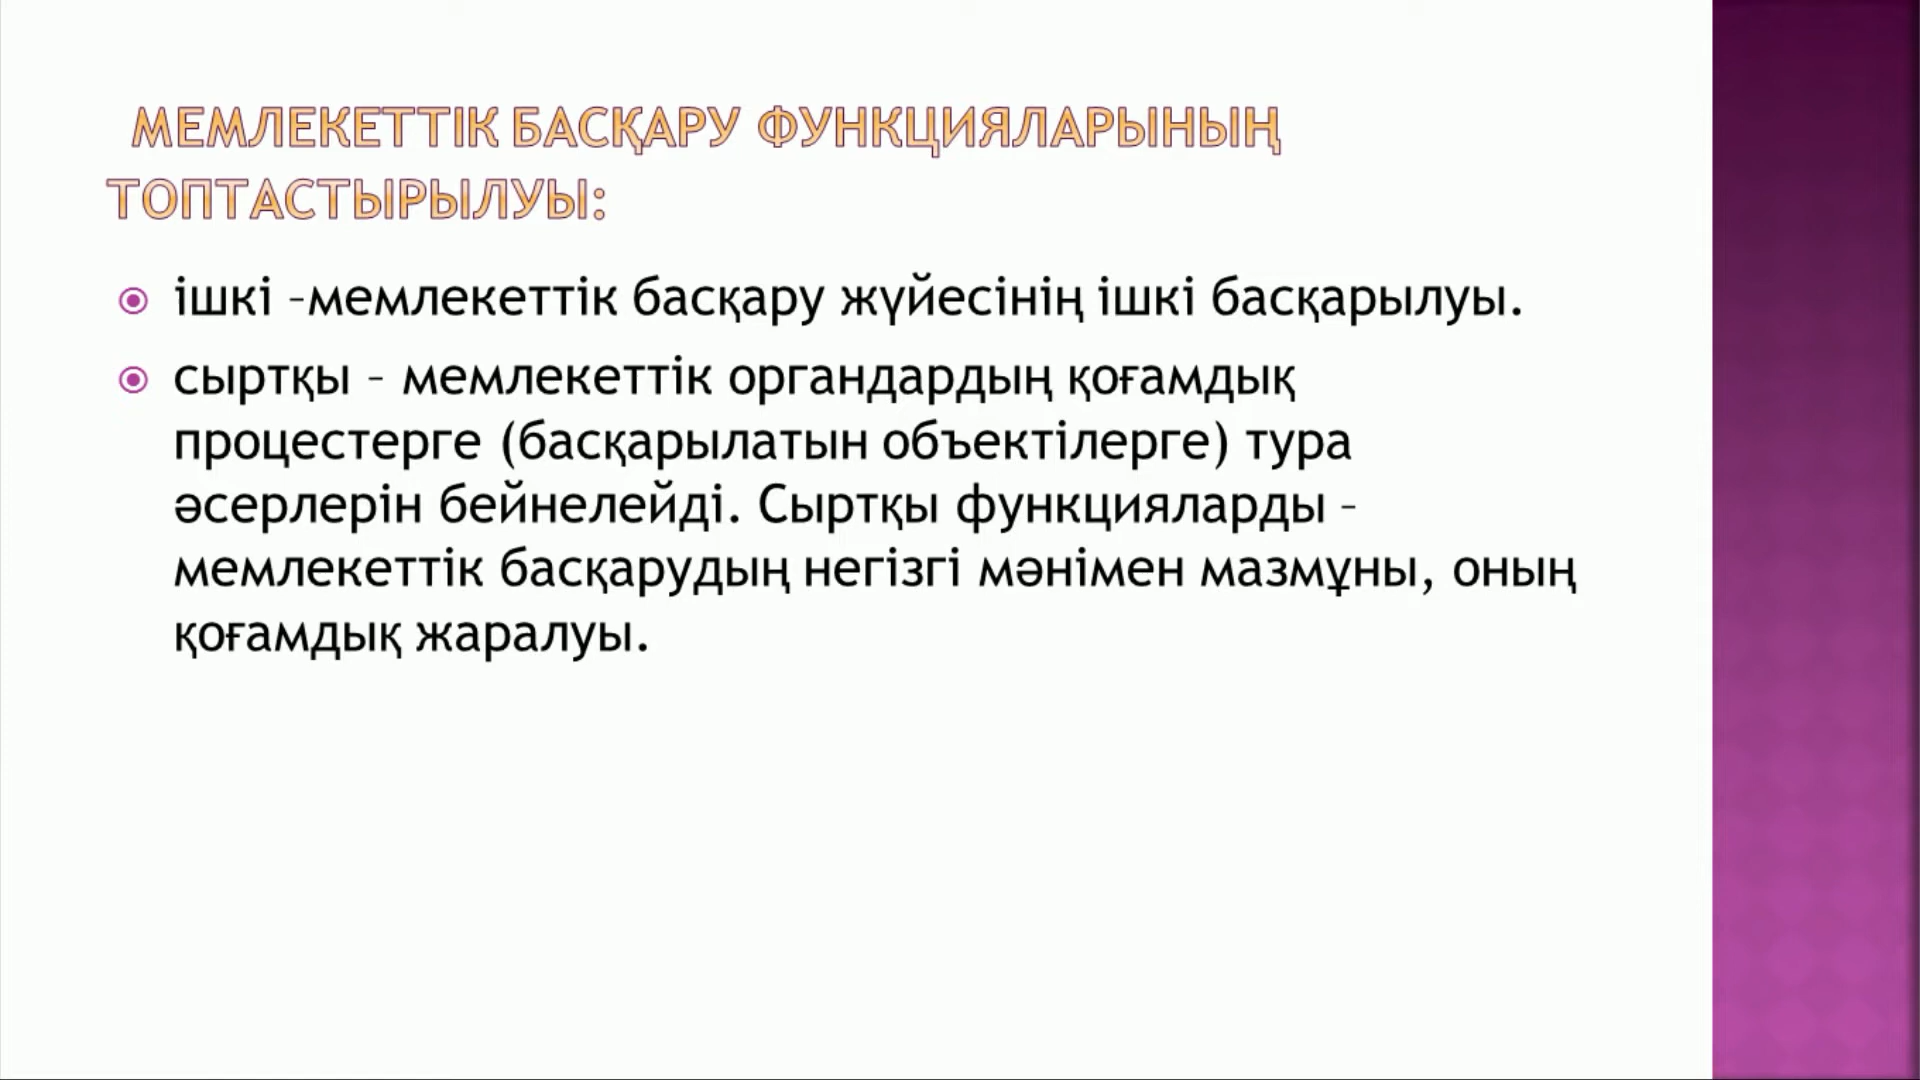 МЕМЛЕКЕТТІК БАСҚАРУ ФУНКЦИЯЛАРЫНЫҢ
ТОПТАСТЫРЫЛУЫ:
ішкі –мемлекеттік басқару жүйесінің ішкі басқарылуы.
сыртқы – мемлекеттік органдардың қоғамдық
процестерге (басқарылатын объектілерге) тура
әсерлерін бейнелейді. Сыртқы функцияларды –
мемлекеттік басқарудың негізгі мәнімен мазмұны, оның
қоғамдық жаралуы.